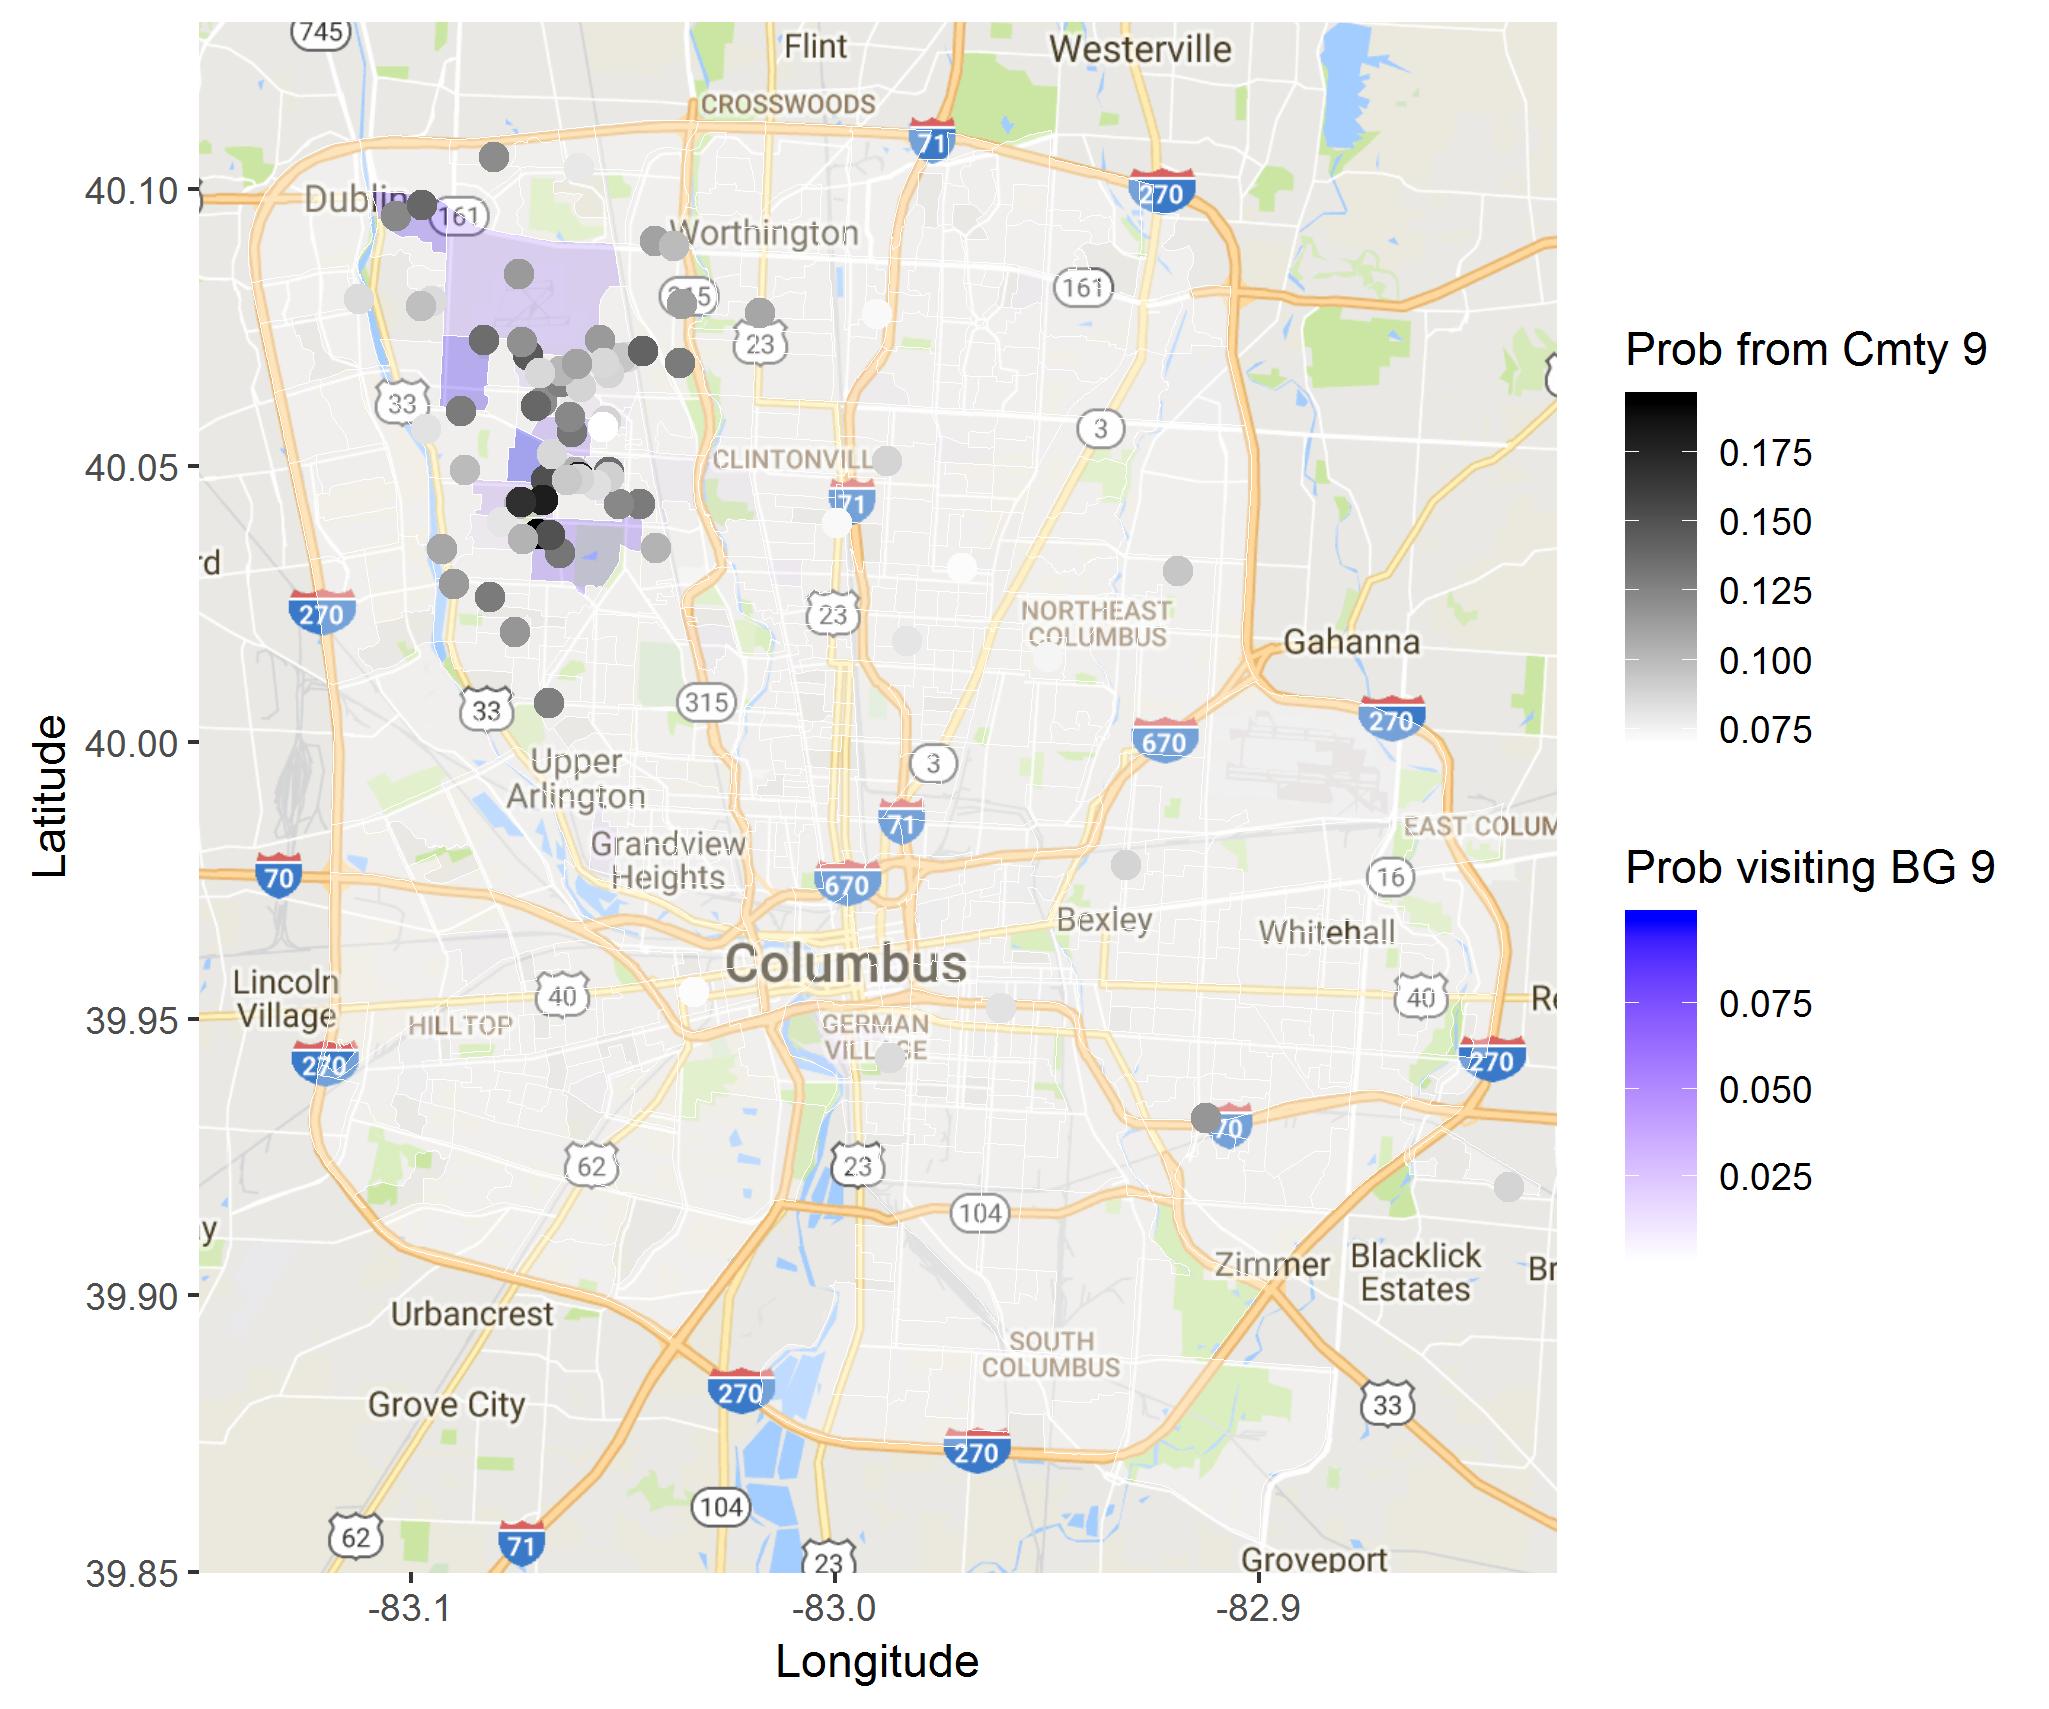 745
Flint
Westerville
CROSSWOODS
71
40.10
Dublin
161
270
Worthington
315
161
23
Prob from Cmty 9
33
3
0.175
40.05
CLINTONVILL
71
0.150
rd
270
23
NORTHEAST
COLUMBUS
0.125
Gahanna
0.100
33
315
270
0.075
40.00
670
Upper
Arlington
3
71
EAST COLUM
Latitude
Grandview
Heights
70
670
16
Prob visiting BG 9
Bexley
Whitehall
Columbus
Lincoln
Village
40
40
Re
0.075
HILLTOP
GERMAN
VILLAGE
39.95
270
270
0.050
70
62
23
0.025
104
y
Zimmer
Blacklick
Estates
Br
39.90
Urbancrest
SOUTH
COLUMBUS
270
Grove City
33
270
104
62
71
23
Groveport
39.85
-83.1
-83.0
-82.9
Longitude